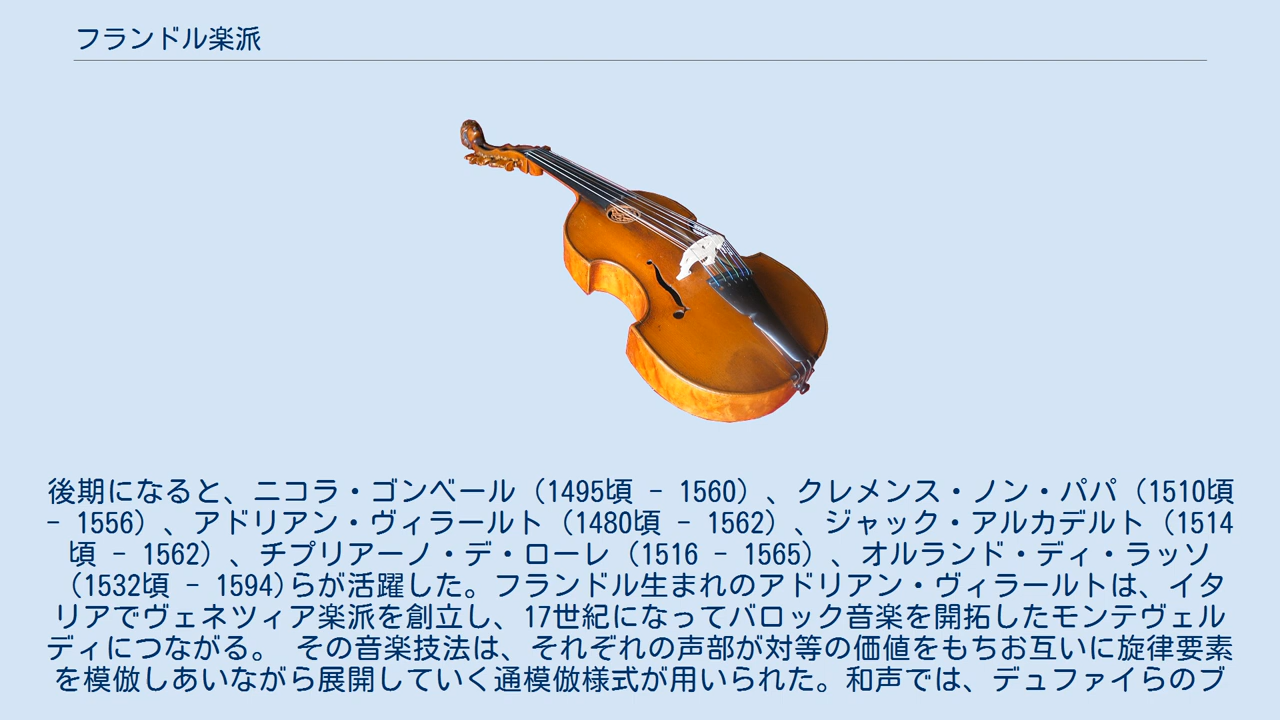 フランドル楽派
後期になると、ニコラ・ゴンベール（1495頃 - 1560）、クレメンス・ノン・パパ（1510頃
- 1556）、アドリアン・ヴィラールト（1480頃 - 1562）、ジャック・アルカデルト（1514
頃 - 1562）、チプリアーノ・デ・ローレ（1516 - 1565）、オルランド・ディ・ラッソ
（1532頃 - 1594)らが活躍した。フランドル生まれのアドリアン・ヴィラールトは、イタ
リアでヴェネツィア楽派を創立し、17世紀になってバロック音楽を開拓したモンテヴェル
ディにつながる。 その音楽技法は、それぞれの声部が対等の価値をもちお互いに旋律要素
を模倣しあいながら展開していく通模倣様式が用いられた。和声では、デュファイらのブ